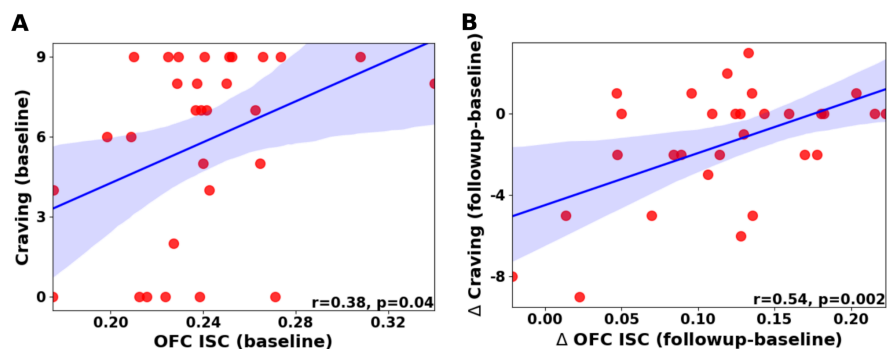 A
Craving (baseline)
9
6
3
0
r=0.38, p=0.04
0.20 0.24 0.28 0.32
OFC ISC (baseline)
B
Δ Craving (followup-baseline)
0
-4
-8
r=0.54, p=0.002
0.00 0.05 0.10 0.15 0.20
Δ OFC ISC (followup-baseline)